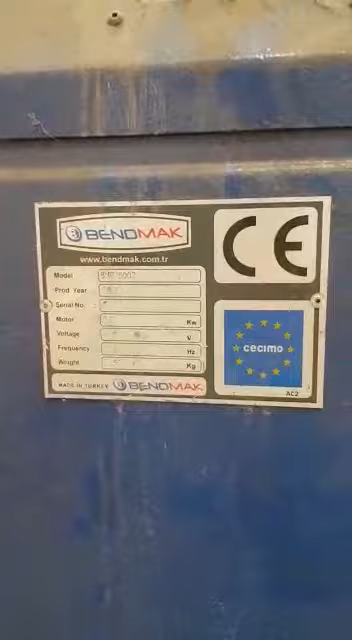 BENDMAK
www.bendmak.com.tr
CE
Model
Prod Year
Serial No.
Motor Kw
Voltage V
Frequency Hz
Weight Kg
cecimo
MADE IN TURKEY BENDMAK
AC2